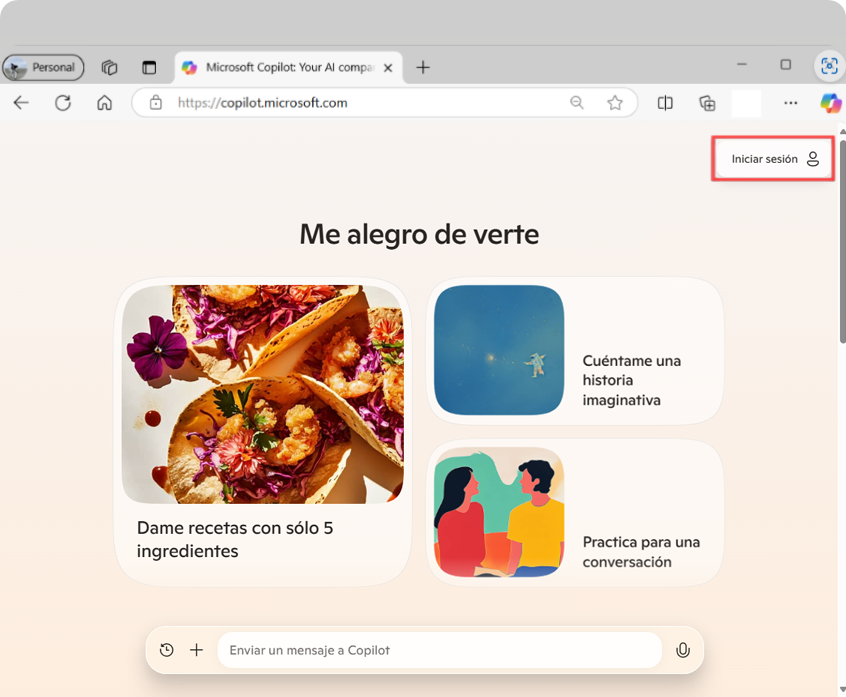 Personal
Microsoft Copilot: Your AI compa
https://copilot.microsoft.com
Iniciar sesión
Me alegro de verte
Cuéntame una
historia
imaginativa
Dame recetas con sólo 5
ingredientes
Practica para una
conversación
Enviar un mensaje a Copilot